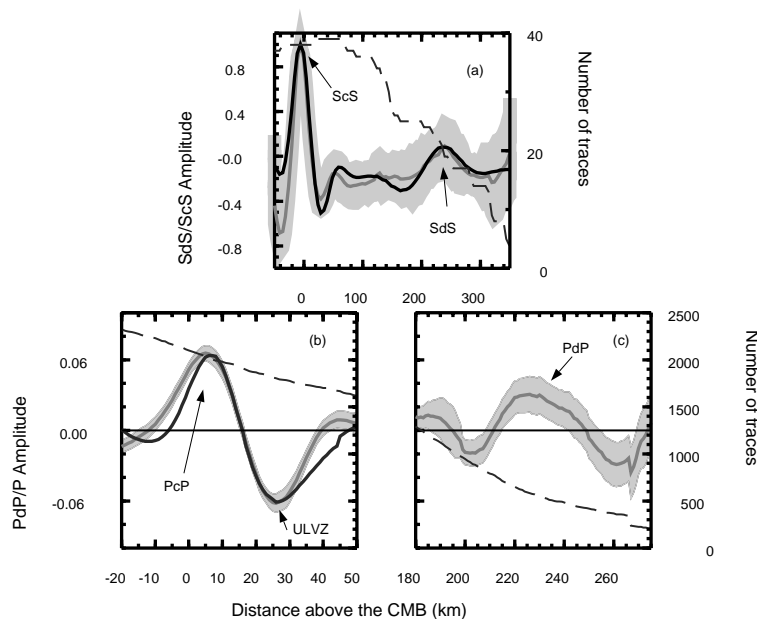 40
0.8
(a)
ScS
0.4
SdS/ScS Amplitude
-0.0
20
Number of traces
-0.4
SdS
-0.8
0
0 100 200 300
2500
(b)
(c)
PdP
0.06
2000
1500
PdP/P Amplitude
0.00
PcP
1000
Number of traces
-0.06
500
ULVZ
0
-20 -10 0 10 20 30 40 50
180 200 220 240 260
Distance above the CMB (km)